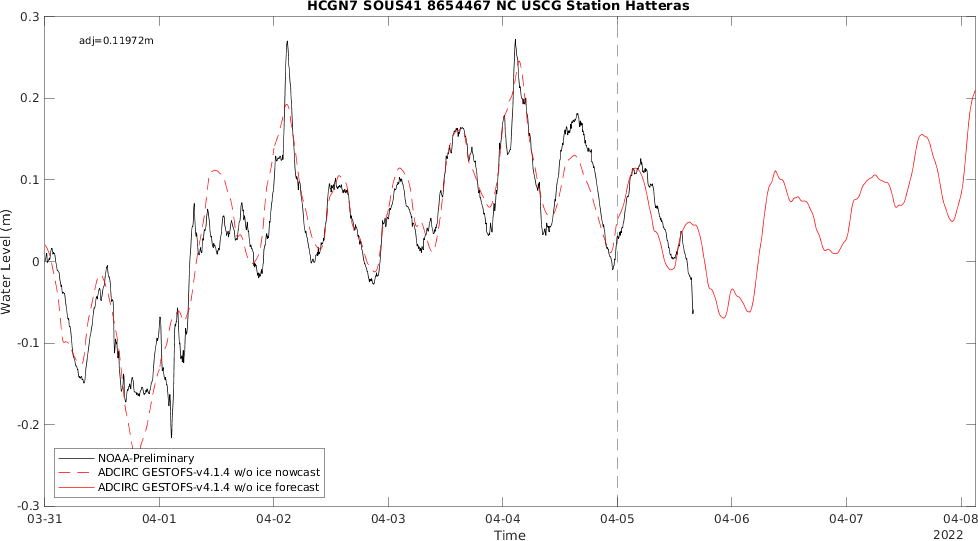 HCGN7 SOUS41 8654467 NC USCG Station Hatteras
adj=0.11972m
0.3
0.2
0.1
0
-0.1
-0.2
-0.3
Water Level (m)
NOAA-Preliminary
ADCIRC GESTOFS-v4.1.4 w/o ice nowcast
ADCIRC GESTOFS-v4.1.4 w/o ice forecast
03-31 04-01 04-02 04-03 04-04 04-05 04-06 04-07 04-08
Time
2022